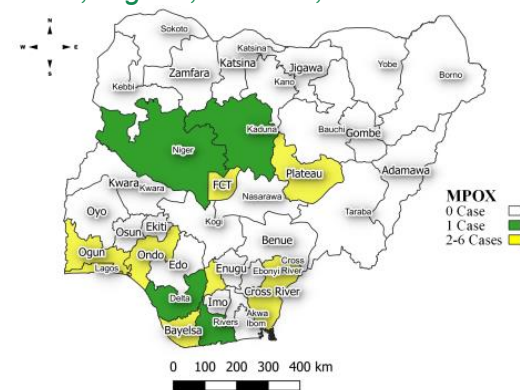 N
W E
S
Sokoto
Katsina
Katsina
Jigawa
Yobe
Borno
Zamfara
Kano
Kebbi
Kaduna
Bauchi
Gombe
Niger
Adamawa
FCT
Plateau
Kwara
Kwara
Nasarawa
Taraba
Oyo
Kogi
Osun
Ekiti
Benue
Ogun
Ondo
Edo
Lagos
Enugu
Ebonyi
Cross
River
Cross River
Delta
Imo
Akwa
Ibom
Bayelsa
Rivers
MPOX
0 Case
1 Case
2-6 Cases
0 100 200 300 400 km